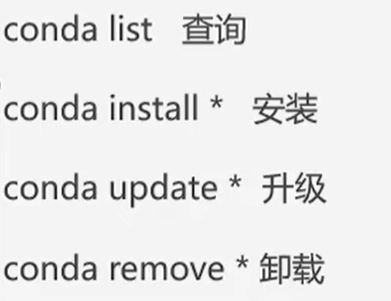 conda list 查询
conda install * 安装
conda update * 升级
conda remove * 卸载